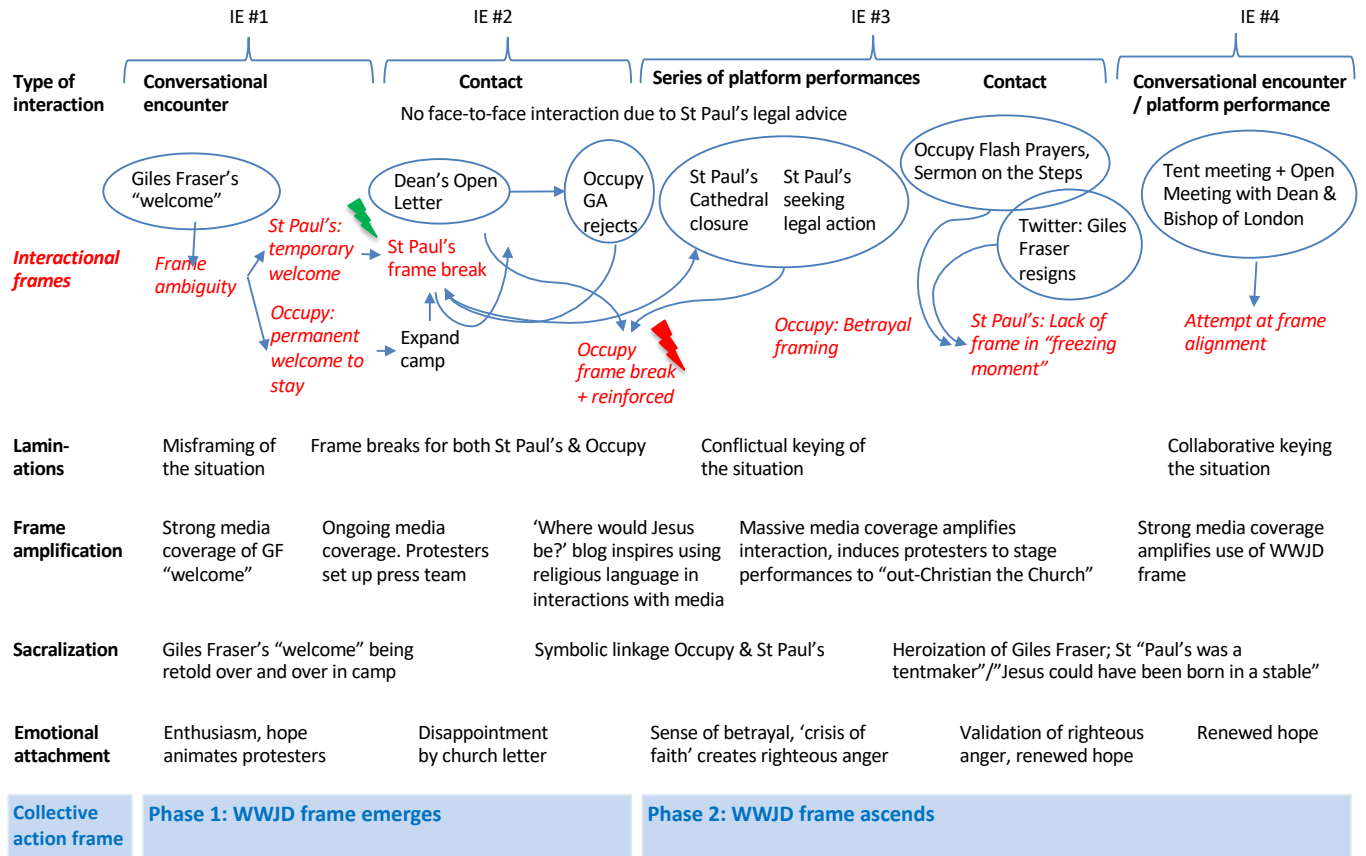 IE #1
IE #2
IE #3
IE #4
Type of
interaction
Conversational
encounter
Contact
Series of platform performances
Contact
Conversational encounter
/ platform performance
No face-to-face interaction due to St Paul's legal advice
Giles Fraser's
"welcome"
Dean's Open
Letter
Occupy
GA
rejects
St Paul's
Cathedral
closure
St Paul's
seeking
legal action
Occupy Flash Prayers,
Sermon on the Steps
Twitter: Giles
Fraser
resigns
Tent meeting + Open
Meeting with Dean &
Bishop of London
Interactional
frames
Frame
ambiguity
St Paul's:
temporary
welcome
St Paul's
frame break
Occupy:
permanent
welcome to
stay
Expand
camp
Occupy
frame break
+ reinforced
Occupy: Betrayal
framing
St Paul's: Lack of
frame in "freezing
moment"
Attempt at frame
alignment
Lamin-
ations
Misframing of
the situation
Frame breaks for both St Paul's & Occupy
Conflictual keying of
the situation
Collaborative keying
the situation
Frame
amplification
Strong media
coverage of GF
"welcome"
Ongoing media
coverage. Protesters
set up press team
'Where would Jesus
be?' blog inspires using
religious language in
interactions with media
Massive media coverage amplifies
interaction, induces protesters to stage
performances to "out-Christian the Church"
Strong media coverage
amplifies use of WWJD
frame
Sacralization
Giles Fraser's "welcome" being
retold over and over in camp
Symbolic linkage Occupy & St Paul's
Heroization of Giles Fraser; St "Paul's was a
tentmaker"/"Jesus could have been born in a stable"
Emotional
attachment
Enthusiasm, hope
animates protesters
Disappointment
by church letter
Sense of betrayal, 'crisis of
faith' creates righteous anger
Validation of righteous
anger, renewed hope
Renewed hope
Collective
action frame
Phase 1: WWJD frame emerges
Phase 2: WWJD frame ascends